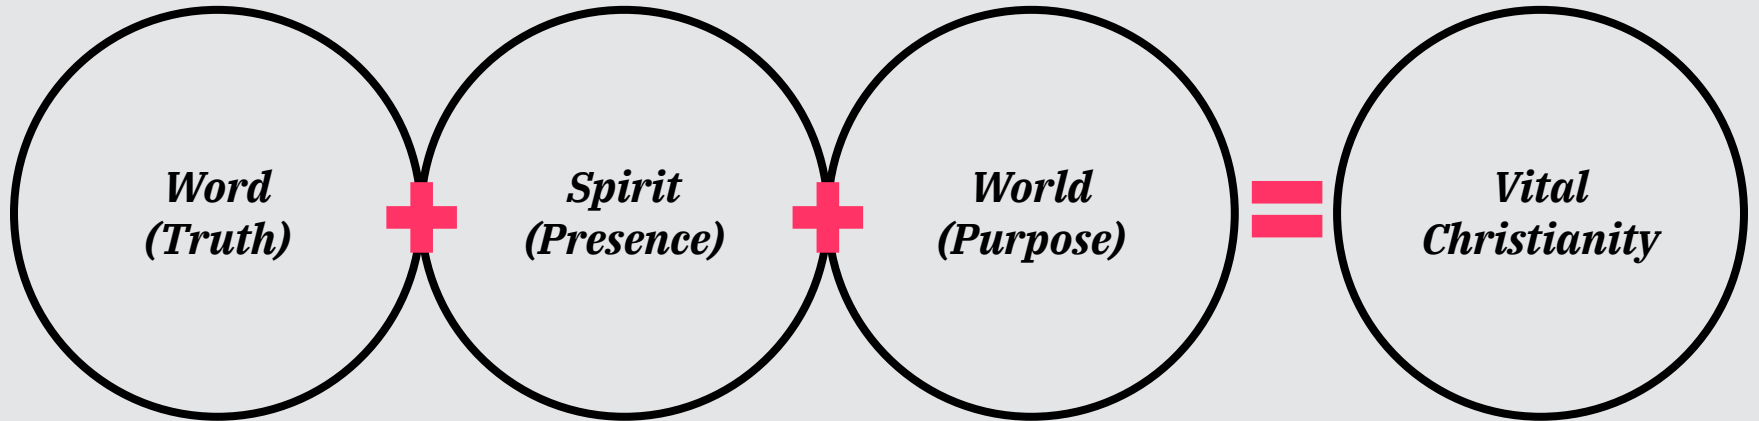 Word
(Truth)
Spirit
(Presence)
World
(Purpose)
Vital
Christianity